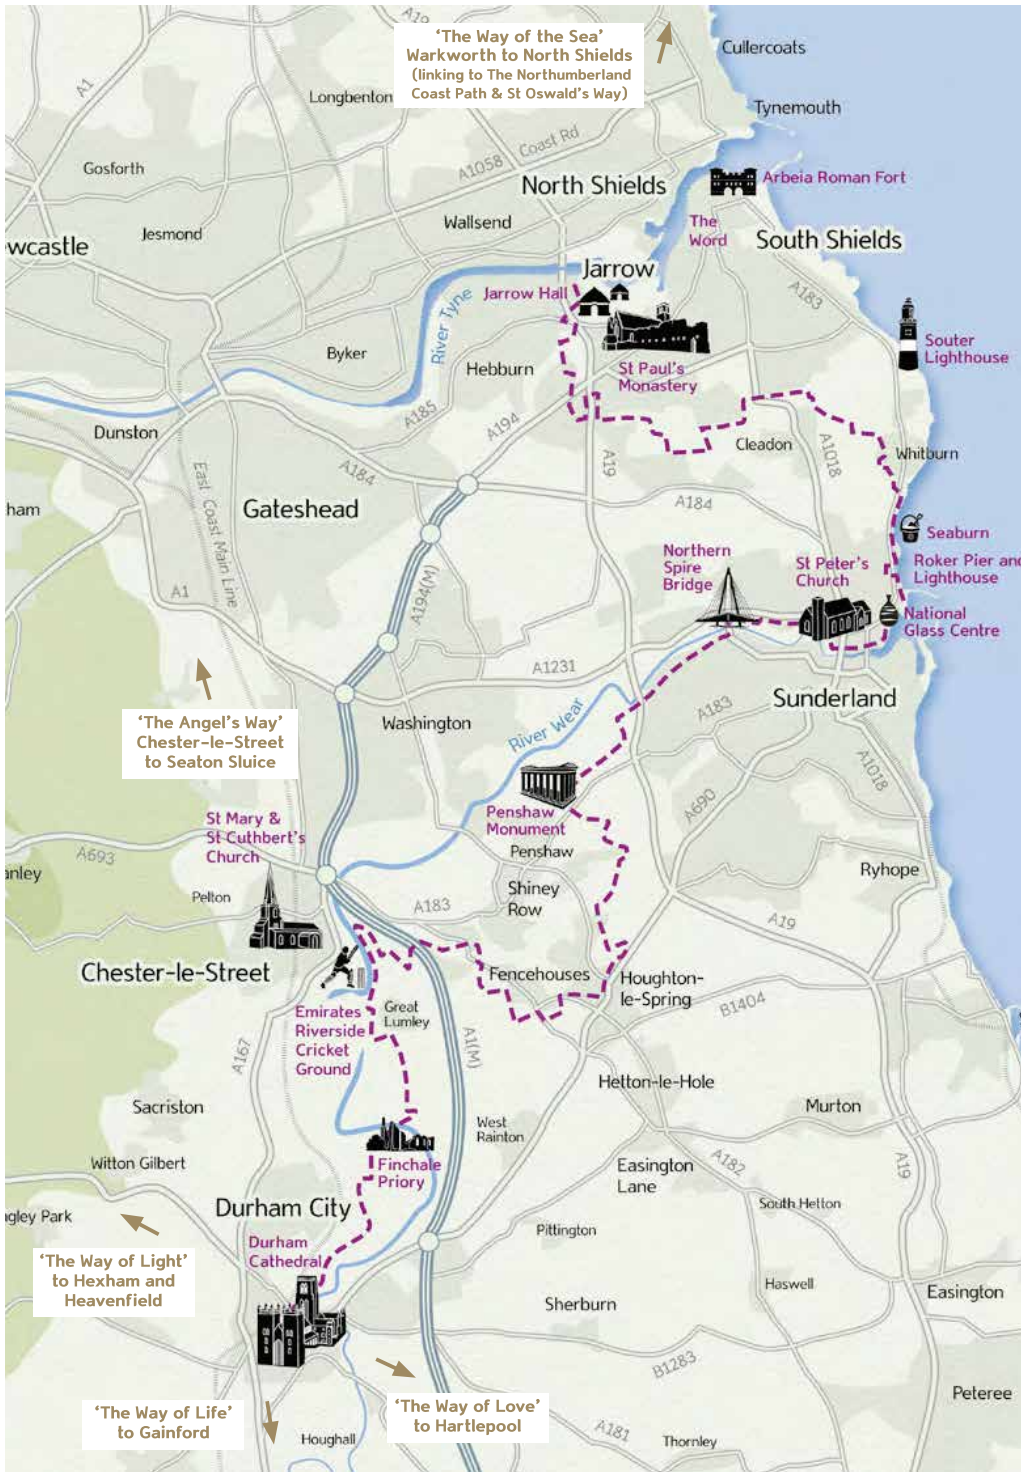 A19
‘The Way of the Sea’
Warkworth to North Shields
(linking to The Northumberland
Coast Path & St Oswald’s Way)
Cullercoats
A1
Longbenton
Tynemouth
A1058
Coast Rd
Gosforth
North Shields
Arbeia Roman Fort
Wallsend
Jesmond
The
Word
South Shields
wcastle
Jarrow
Jarrow Hall
A183
River Tyne
Byker
Hebburn
St Paul’s
Monastery
Souter
Lighthouse
A185
A194
Dunston
Cleadon
A1018
Whitburn
A19
A184
East Coast Main Line
ham
Gateshead
A184
Seaburn
Northern
Spire
Bridge
St Peter’s
Church
Roker Pier and
Lighthouse
A1
A194(M)
National
Glass Centre
A1231
‘The Angel’s Way’
Chester-le-Street
to Seaton Sluice
Washington
River Wear
A183
Sunderland
A1018
St Mary &
St Cuthbert’s
Church
Penshaw
Monument
A690
A693
Penshaw
anley
Pelton
Shiney
Row
Ryhope
A183
A19
Chester-le-Street
Fencehouses
Houghton-
le-Spring
Emirates
Riverside
Cricket
Ground
Great
Lumley
B1404
A167
A1(M)
Hetton-le-Hole
Sacriston
Murton
West
Rainton
Witton Gilbert
Finchale
Priory
Easington
Lane
A182
A19
South Hetton
gley Park
Durham City
Pittington
Durham
Cathedral
‘The Way of Light’
to Hexham and
Heavenfield
Haswell
Easington
Sherburn
B1283
Peteree
‘The Way of Life’
to Gainford
‘The Way of Love’
to Hartlepool
Houghall
A181
Thornley